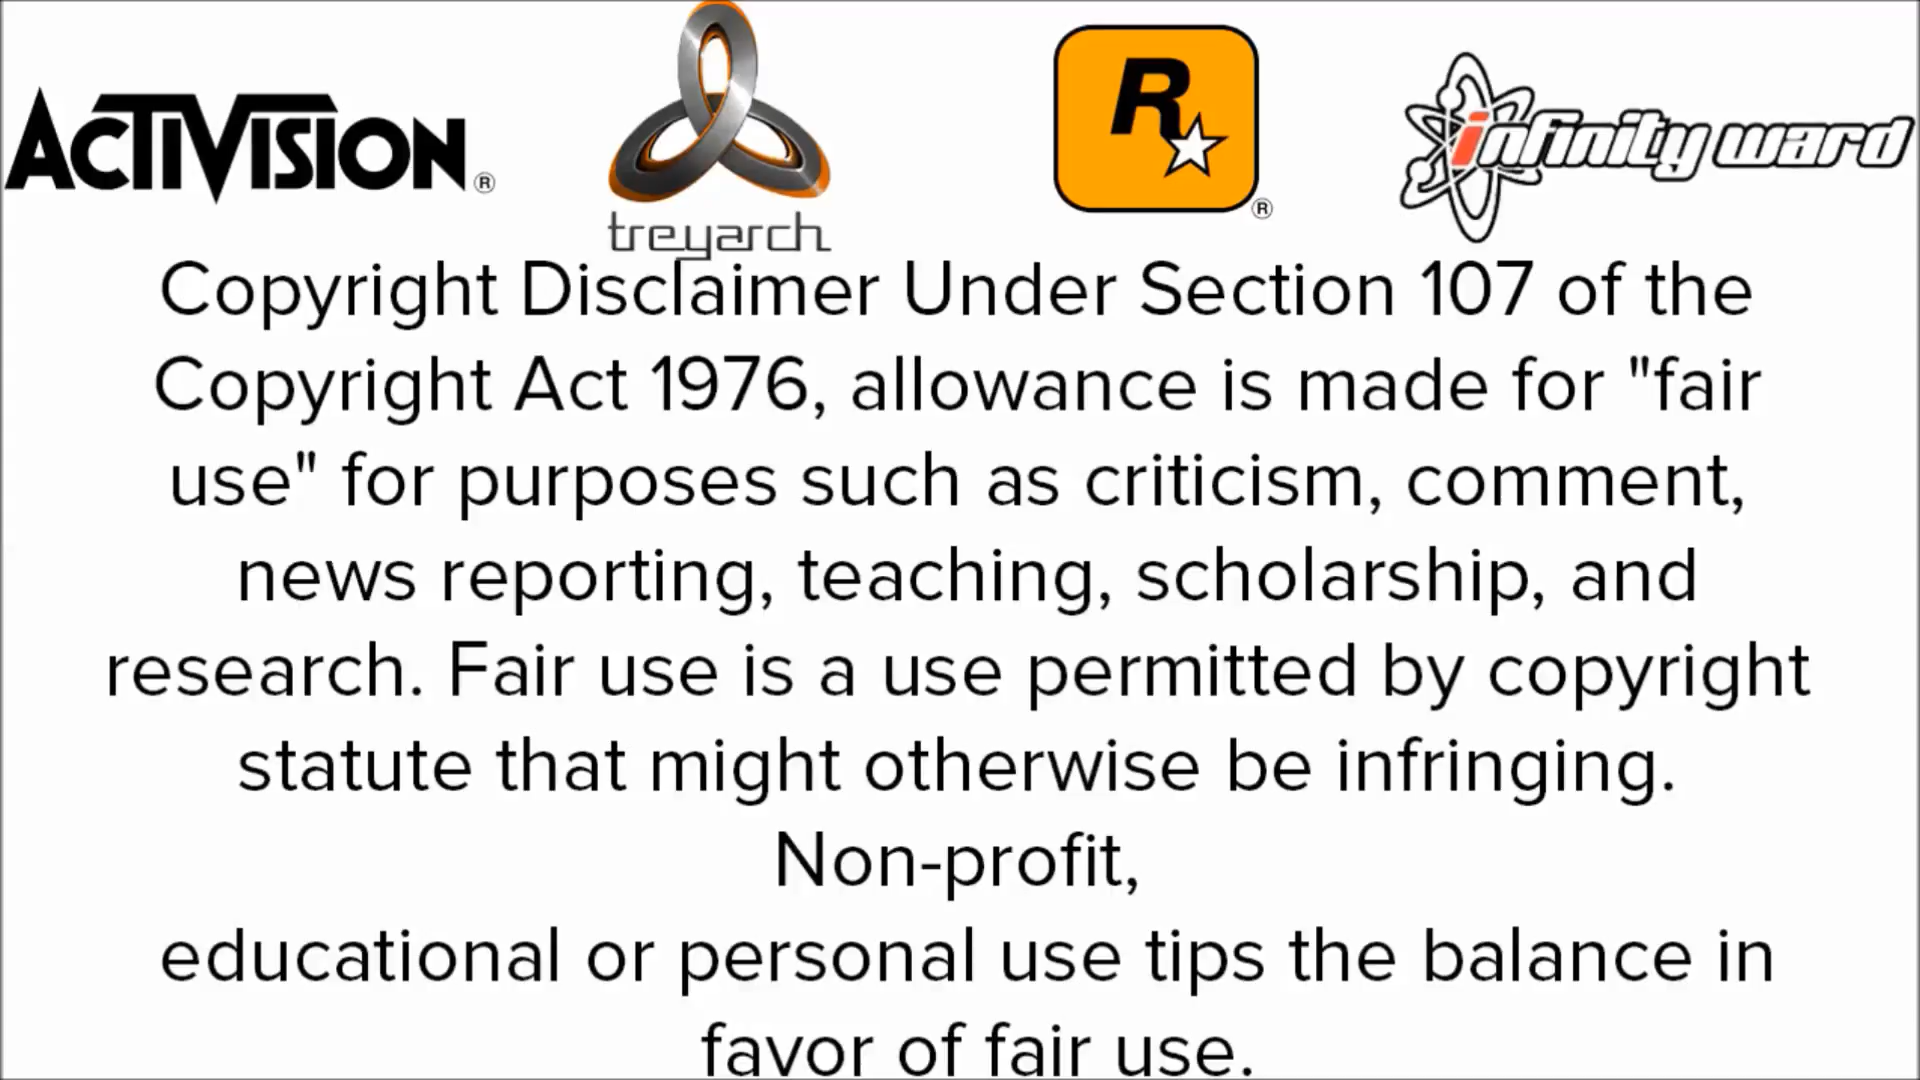 ACTIVISION®
treyarch
R®
infinity ward
Copyright Disclaimer Under Section 107 of the
Copyright Act 1976, allowance is made for "fair
use" for purposes such as criticism, comment,
news reporting, teaching, scholarship, and
research. Fair use is a use permitted by copyright
statute that might otherwise be infringing.
Non-profit,
educational or personal use tips the balance in
favor of fair use.